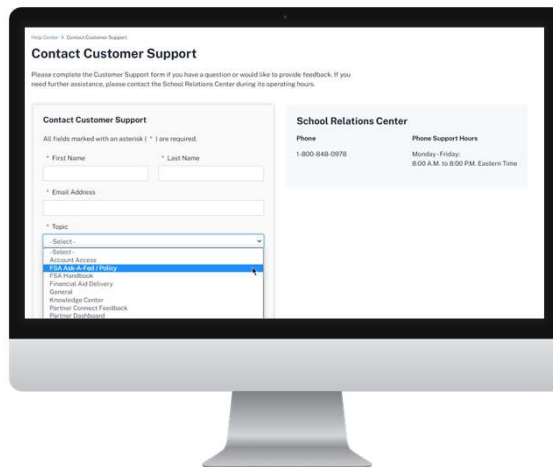 Help Center > Contact Customer Support
Contact Customer Support
Please complete the Customer Support form if you have a question or would like to provide feedback. If you
need further assistance, please contact the School Relations Center during its operating hours.
Contact Customer Support
All fields marked with an asterisk ( * ) are required.
* First Name
* Last Name
* Email Address
* Topic
-Select-
-Select-
Account Access
FSA Ask-A-Fed / Policy
FSA Handbook
Financial Aid Delivery
General
Knowledge Center
Partner Connect Feedback
Partner Dashboard
School Relations Center
Phone
Phone Support Hours
1-800-848-0978
Monday-Friday:
8:00 A.M. to 8:00 P.M. Eastern Time